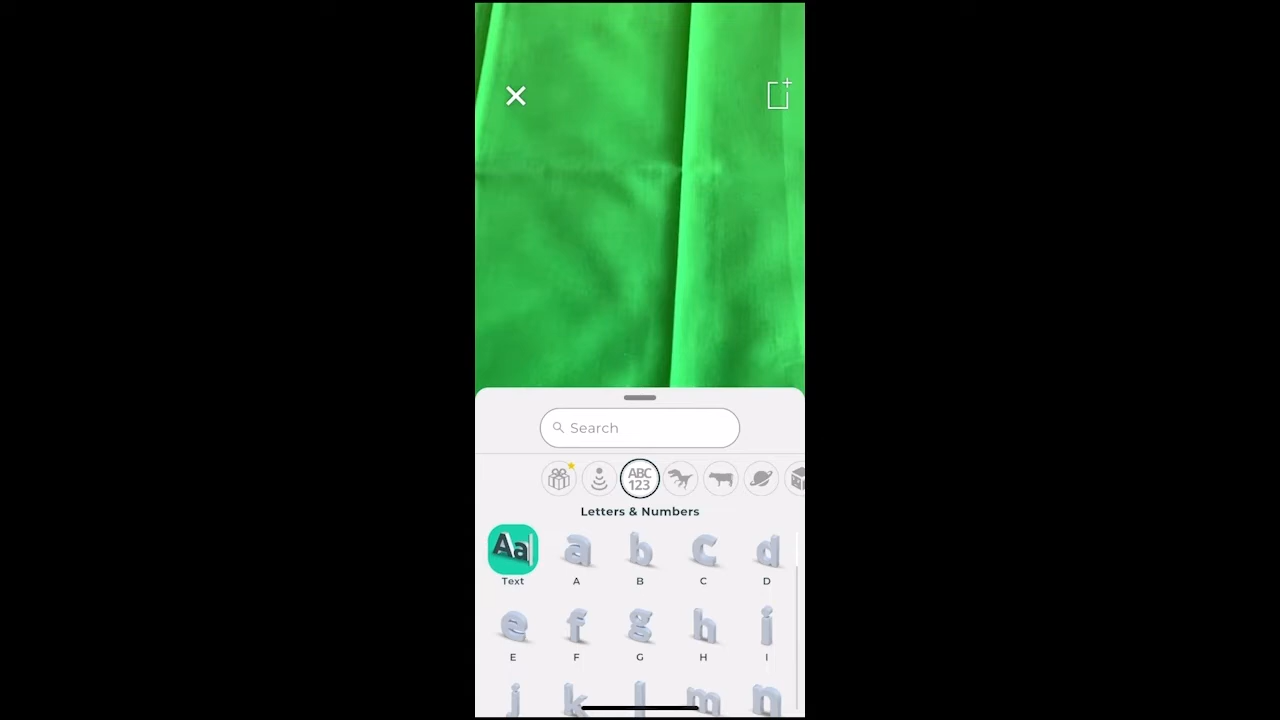 Search
ABC
123
Letters & Numbers
Aa
a b c d
Text A B C D
e f g h i
E F G H I
j k l m n